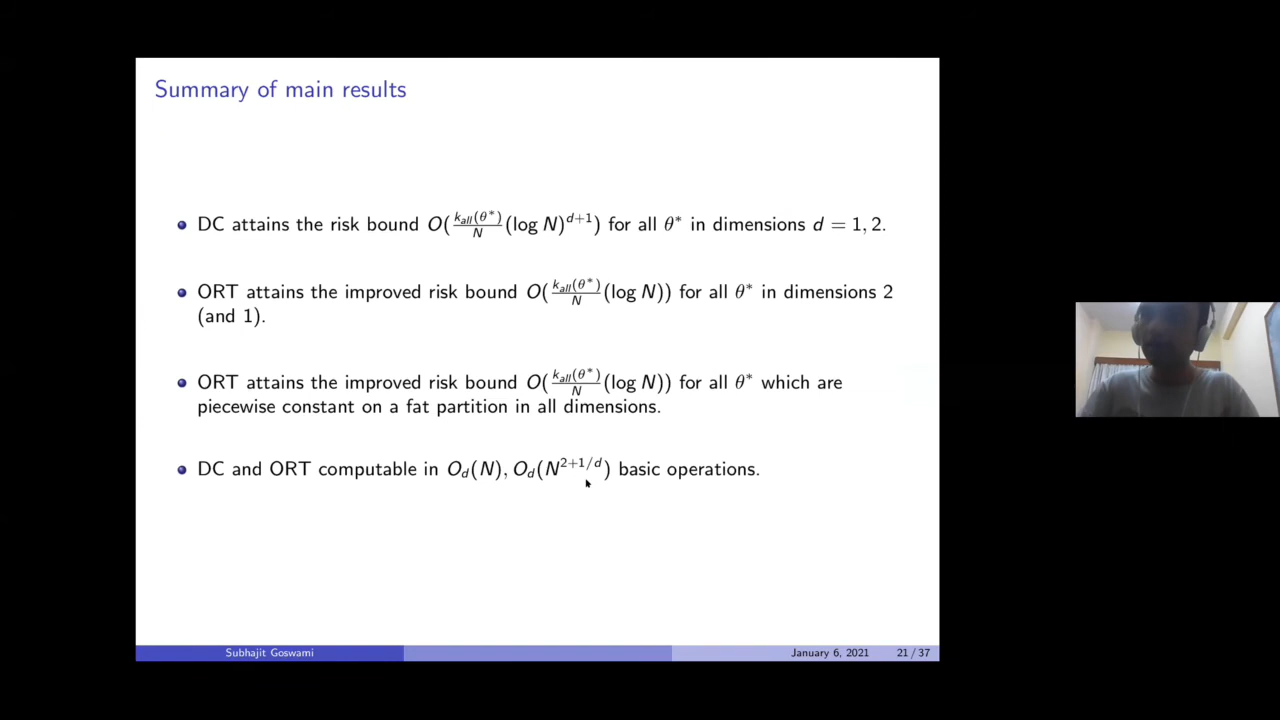 Summary of main results
DC attains the risk bound O(k_all(θ*)/N (log N)^{d+1}) for all θ* in dimensions d = 1, 2.
ORT attains the improved risk bound O(k_all(θ*)/N (log N)) for all θ* in dimensions 2
(and 1).
ORT attains the improved risk bound O(k_all(θ*)/N (log N)) for all θ* which are
piecewise constant on a fat partition in all dimensions.
DC and ORT computable in O_d(N), O_d(N^{2+1/d}) basic operations.
Subhajit Goswami January 6, 2021 21 / 37